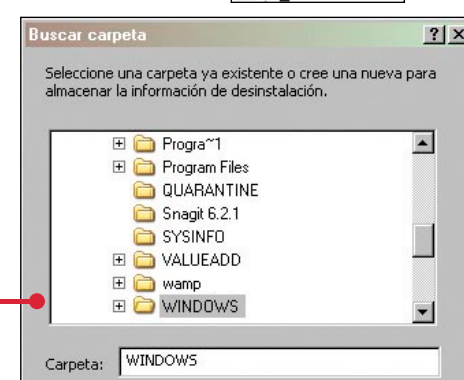 Buscar carpeta
Seleccione una carpeta ya existente o cree una nueva para
almacenar la información de desinstalación.
Progra~1
Program Files
QUARANTINE
Snagit 6.2.1
SYSINFO
VALUEADD
wamp
WINDOWS
Carpeta: WINDOWS